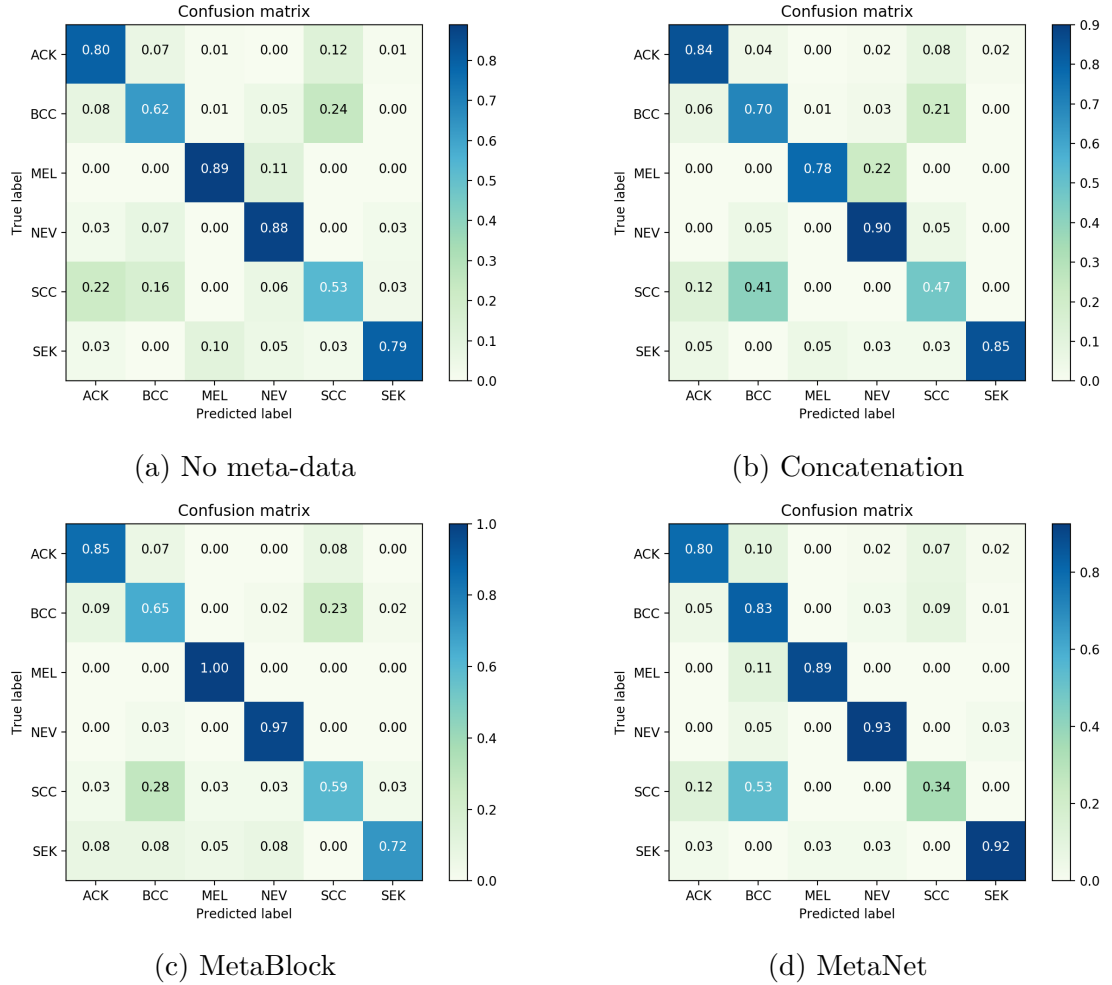 Confusion matrix
ACK 0.80 0.07 0.01 0.00 0.12 0.01
BCC 0.08 0.62 0.01 0.05 0.24 0.00
MEL 0.00 0.00 0.89 0.11 0.00 0.00
NEV 0.03 0.07 0.00 0.88 0.00 0.03
SCC 0.22 0.16 0.00 0.06 0.53 0.03
SEK 0.03 0.00 0.10 0.05 0.03 0.79
ACK BCC MEL NEV SCC SEK
True label
Predicted label
0.8
0.7
0.6
0.5
0.4
0.3
0.2
0.1
0.0
(a) No meta-data
Confusion matrix
ACK 0.84 0.04 0.00 0.02 0.08 0.02
BCC 0.06 0.70 0.01 0.03 0.21 0.00
MEL 0.00 0.00 0.78 0.22 0.00 0.00
NEV 0.00 0.05 0.00 0.90 0.05 0.00
SCC 0.12 0.41 0.00 0.00 0.47 0.00
SEK 0.05 0.00 0.05 0.03 0.03 0.85
ACK BCC MEL NEV SCC SEK
True label
Predicted label
0.9
0.8
0.7
0.6
0.5
0.4
0.3
0.2
0.1
0.0
(b) Concatenation
Confusion matrix
ACK 0.85 0.07 0.00 0.00 0.08 0.00
BCC 0.09 0.65 0.00 0.02 0.23 0.02
MEL 0.00 0.00 1.00 0.00 0.00 0.00
NEV 0.00 0.03 0.00 0.97 0.00 0.00
SCC 0.03 0.28 0.03 0.03 0.59 0.03
SEK 0.08 0.08 0.05 0.08 0.00 0.72
ACK BCC MEL NEV SCC SEK
True label
Predicted label
1.0
0.8
0.6
0.4
0.2
0.0
(c) MetaBlock
Confusion matrix
ACK 0.80 0.10 0.00 0.02 0.07 0.02
BCC 0.05 0.83 0.00 0.03 0.09 0.01
MEL 0.00 0.11 0.89 0.00 0.00 0.00
NEV 0.00 0.05 0.00 0.93 0.00 0.03
SCC 0.12 0.53 0.00 0.00 0.34 0.00
SEK 0.03 0.00 0.03 0.03 0.00 0.92
ACK BCC MEL NEV SCC SEK
True label
Predicted label
0.8
0.6
0.4
0.2
0.0
(d) MetaNet